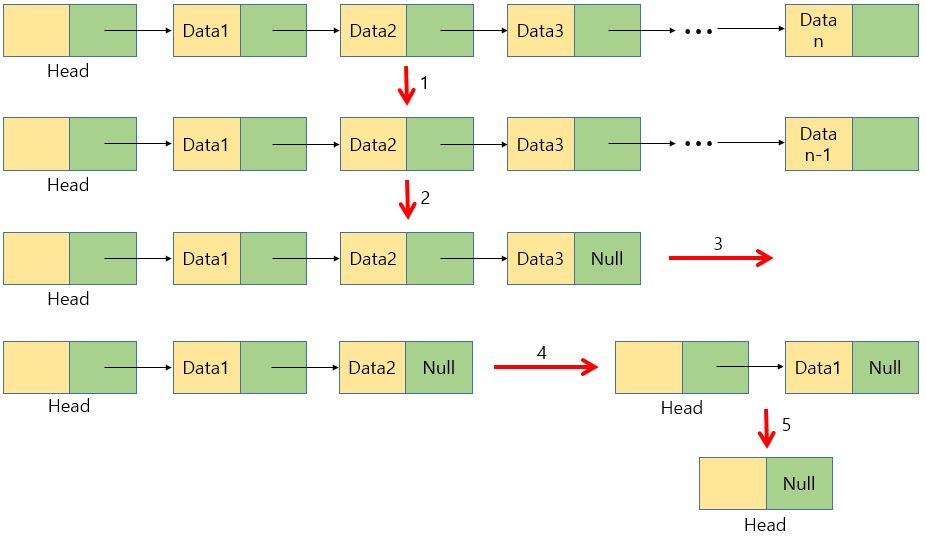 Data1
Data2
Data3
Data
n
Head
1
Data1
Data2
Data3
Data
n-1
Head
2
Data1
Data2
Data3
Null
3
Head
Data1
Data2
Null
4
Data1
Null
Head
Head
5
Null
Head